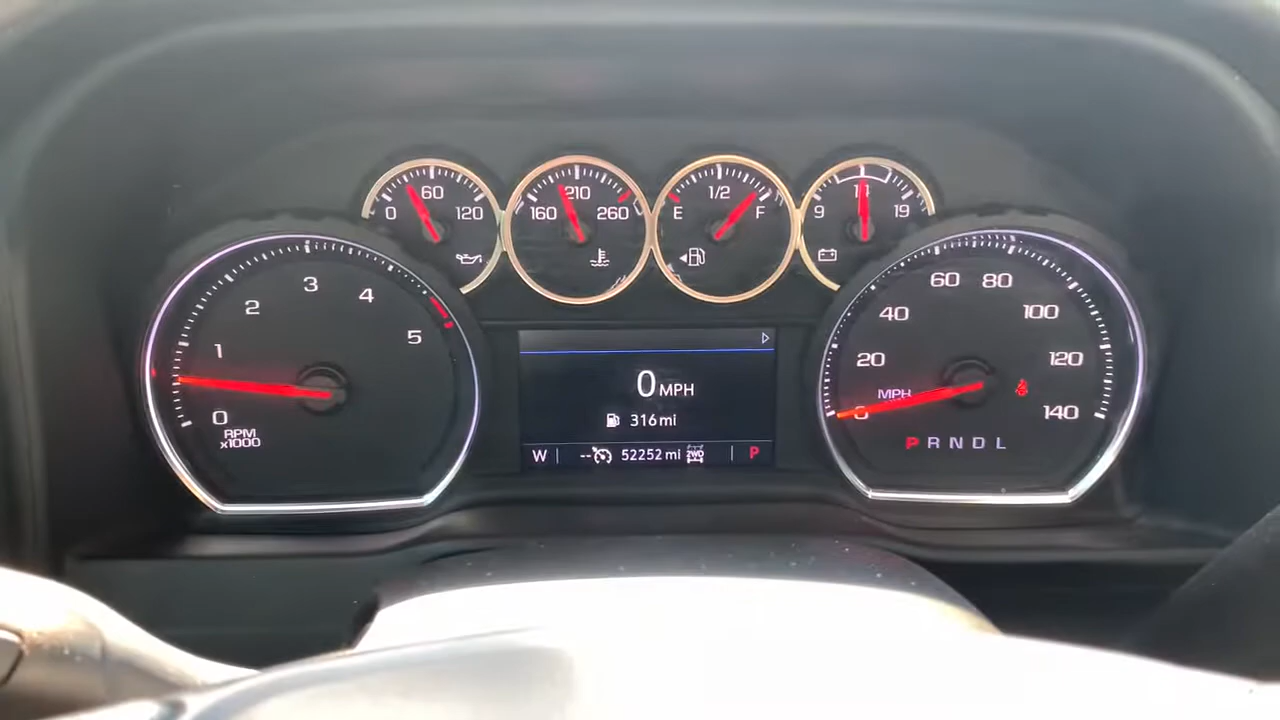 0 60 120
160 210 260
E 1/2 F
9 14 19
0 1 2 3 4 5
RPM
x1000
0 MPH
316 mi
W -- 52252 mi 2WD P
0 20 40 60 80 100 120 140
MPH
P R N D L